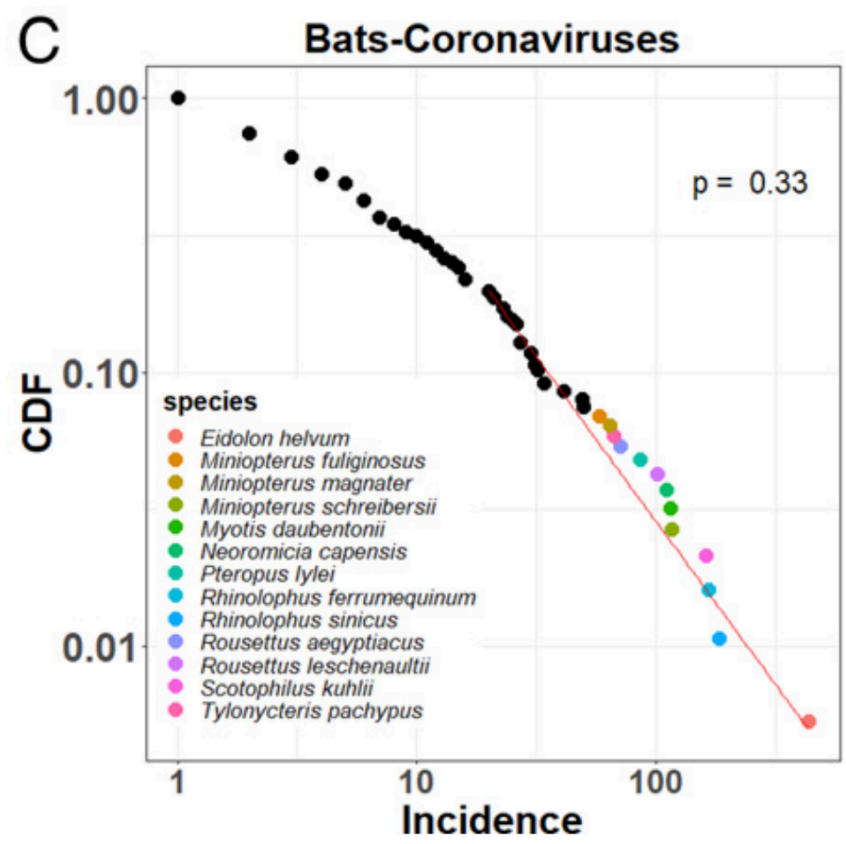 C
Bats-Coronaviruses
1.00
p = 0.33
0.10
CDF
species
Eidolon helvum
Miniopterus fuliginosus
Miniopterus magnater
Miniopterus schreibersii
Myotis daubentonii
Neoromicia capensis
Pteropus lylei
Rhinolophus ferrumequinum
Rhinolophus sinicus
0.01
Rousettus aegyptiacus
Rousettus leschenaultii
Scotophilus kuhlii
Tylonycteris pachypus
1 10 100
Incidence